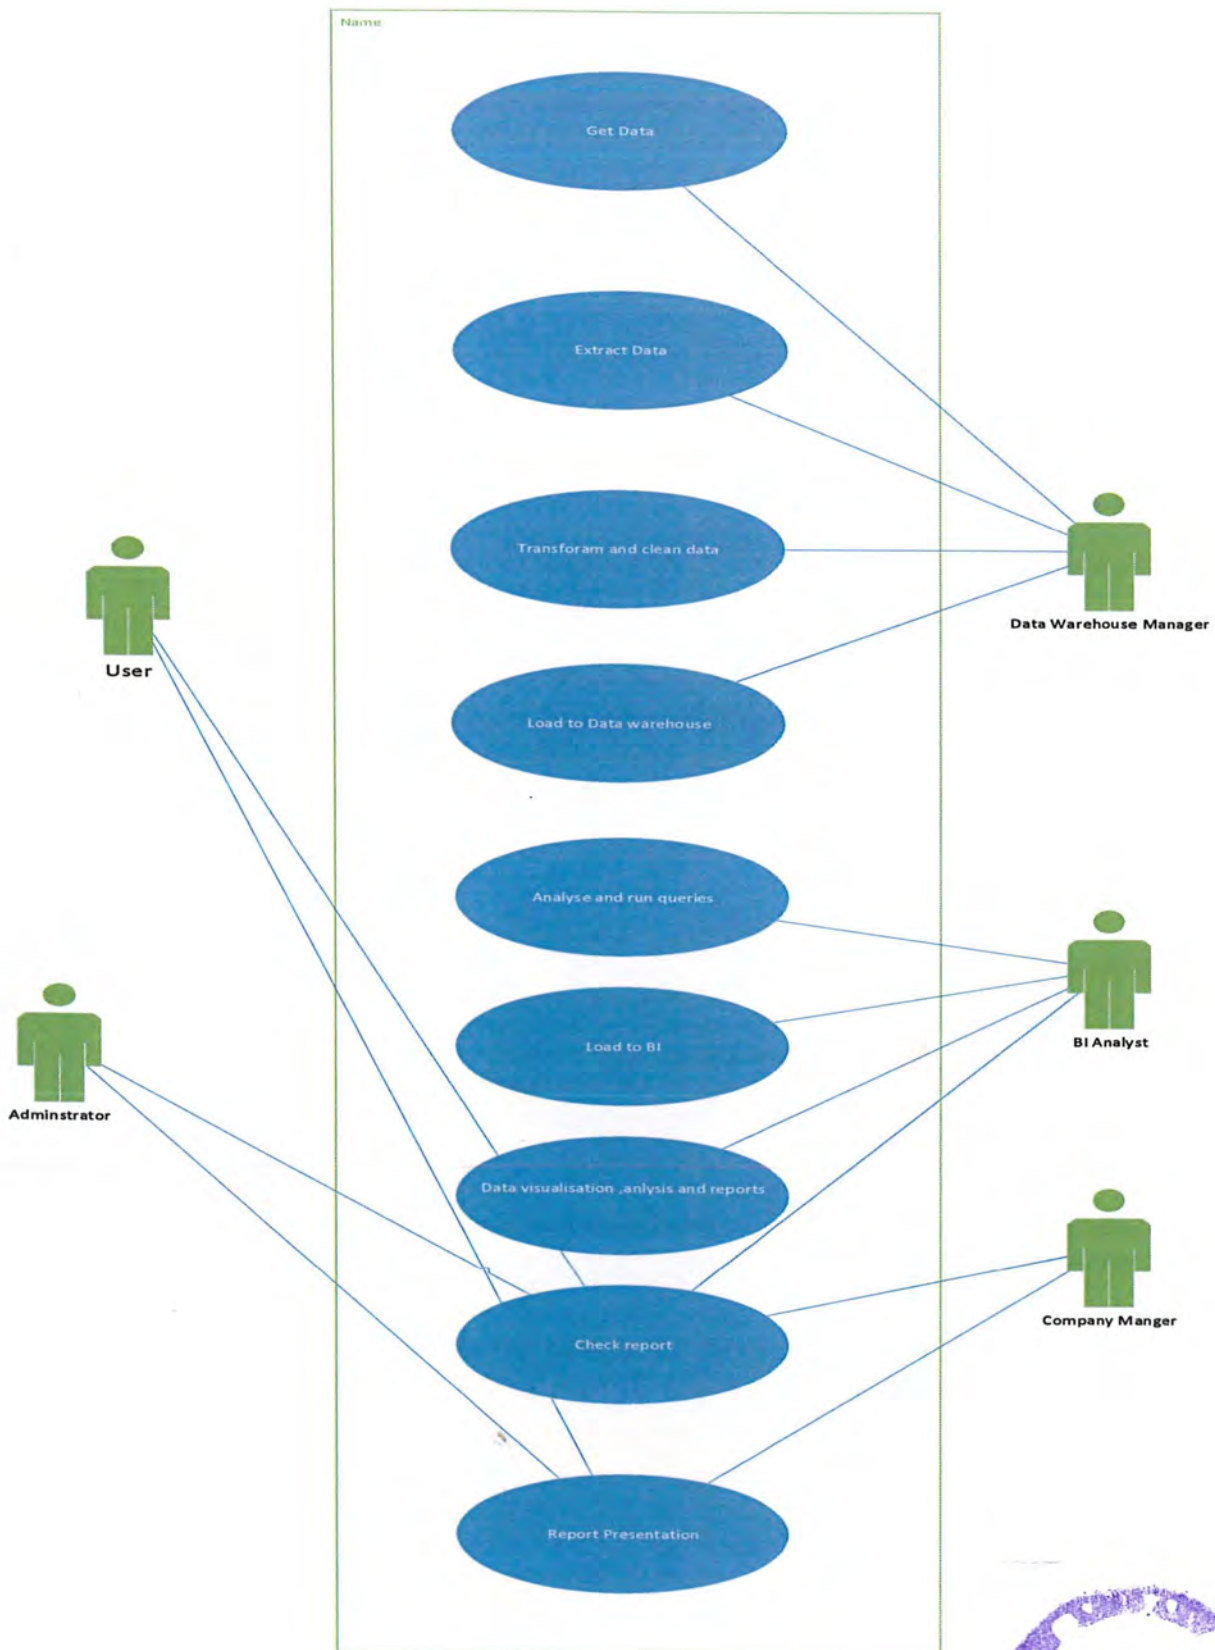 Name
Get Data
Extract Data
Transforam and clean data
Data Warehouse Manager
User
Load to Data warehouse
Analyse and run queries
BI Analyst
Load to BI
Adminstrator
Data visualisation ,anlysis and reports
Check report
Company Manger
Report Presentation